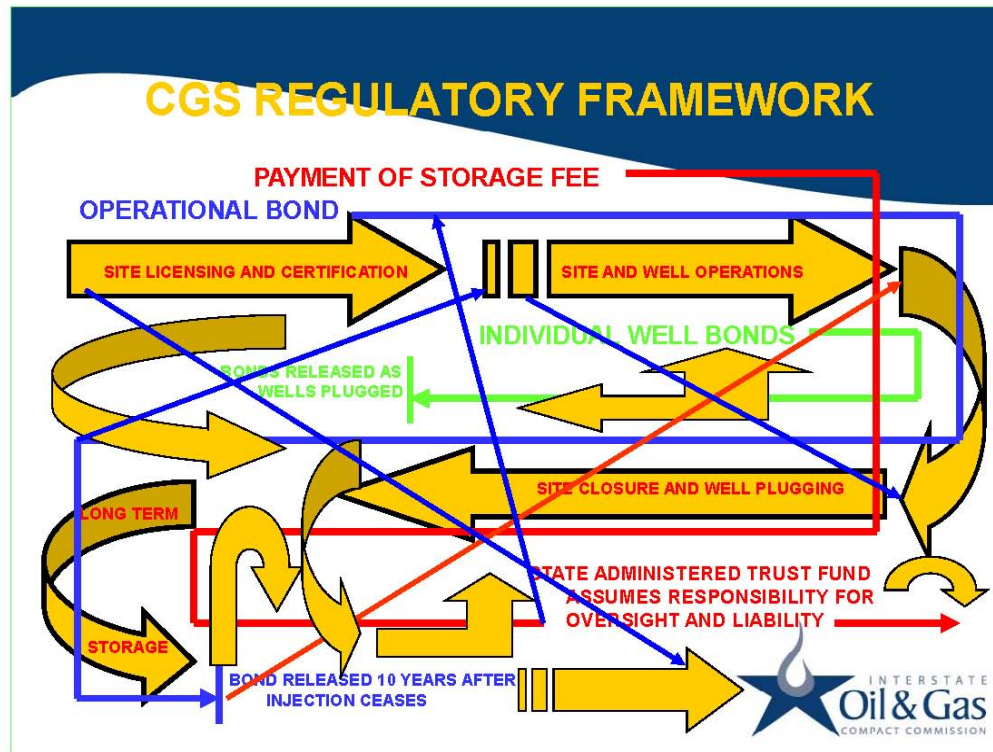 CGS REGULATORY FRAMEWORK
PAYMENT OF STORAGE FEE
OPERATIONAL BOND
SITE LICENSING AND CERTIFICATION
SITE AND WELL OPERATIONS
INDIVIDUAL WELL BONDS
BONDS RELEASED AS
WELLS PLUGGED
SITE CLOSURE AND WELL PLUGGING
LONG TERM
STATE ADMINISTERED TRUST FUND
ASSUMES RESPONSIBILITY FOR
OVERSIGHT AND LIABILITY
STORAGE
BOND RELEASED 10 YEARS AFTER
INJECTION CEASES
INTERSTATE
Oil & Gas
COMPACT COMMISSION